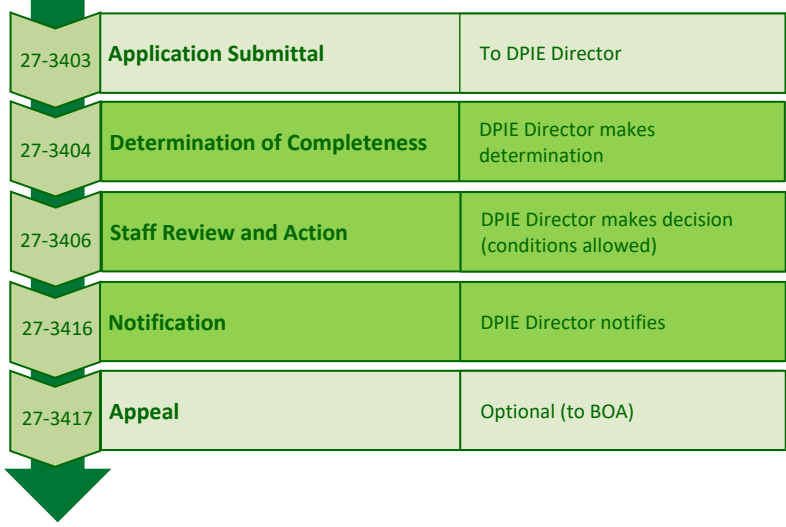 27-3403
Application Submittal
To DPIE Director
27-3404
Determination of Completeness
DPIE Director makes
determination
27-3406
Staff Review and Action
DPIE Director makes decision
(conditions allowed)
27-3416
Notification
DPIE Director notifies
27-3417
Appeal
Optional (to BOA)